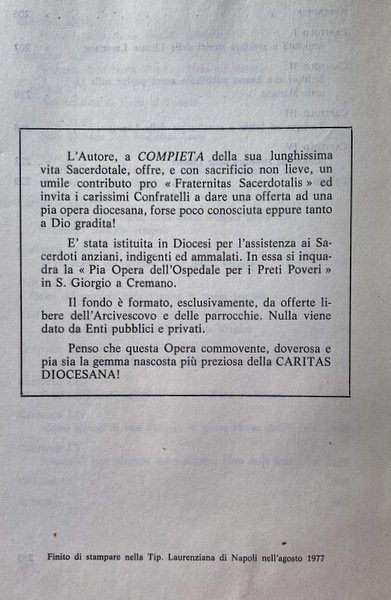 L'Autore, a COMPIETA della sua lunghissima
vita Sacerdotale, offre, e con sacrificio non lieve, un
umile contributo pro « Fraternitas Sacerdotalis » ed
invita i carissimi Confratelli a dare una offerta ad una
pia opera diocesana, forse poco conosciuta eppure tanto
a Dio gradita!
E' stata istituita in Diocesi per l'assistenza ai Sa-
cerdoti anziani, indigenti ed ammalati. In essa si inqua-
dra la « Pia Opera dell'Ospedale per i Preti Poveri »
in S. Giorgio a Cremano.
Il fondo è formato, esclusivamente, da offerte li-
bere dell'Arcivescovo e delle parrocchie. Nulla viene
dato da Enti pubblici e privati.
Penso che questa Opera commovente, doverosa e
pia sia la gemma nascosta più preziosa della CARITAS
DIOCESANA!
Finito di stampare nella Tip. Laurenziana di Napoli nell'agosto 1977